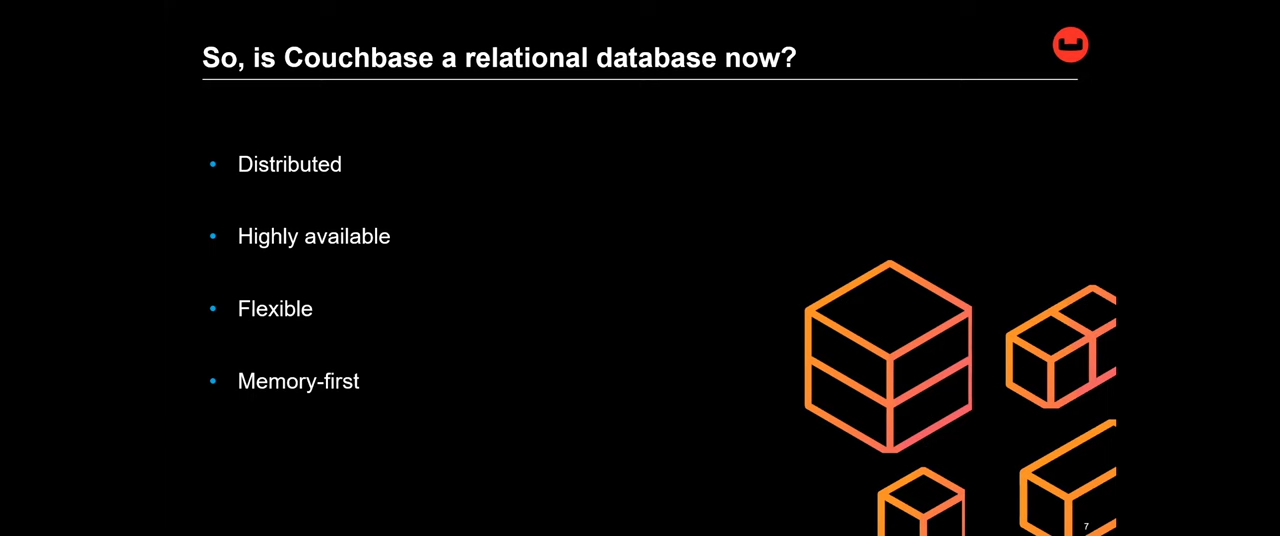 So, is Couchbase a relational database now?
• Distributed
• Highly available
• Flexible
• Memory-first
7